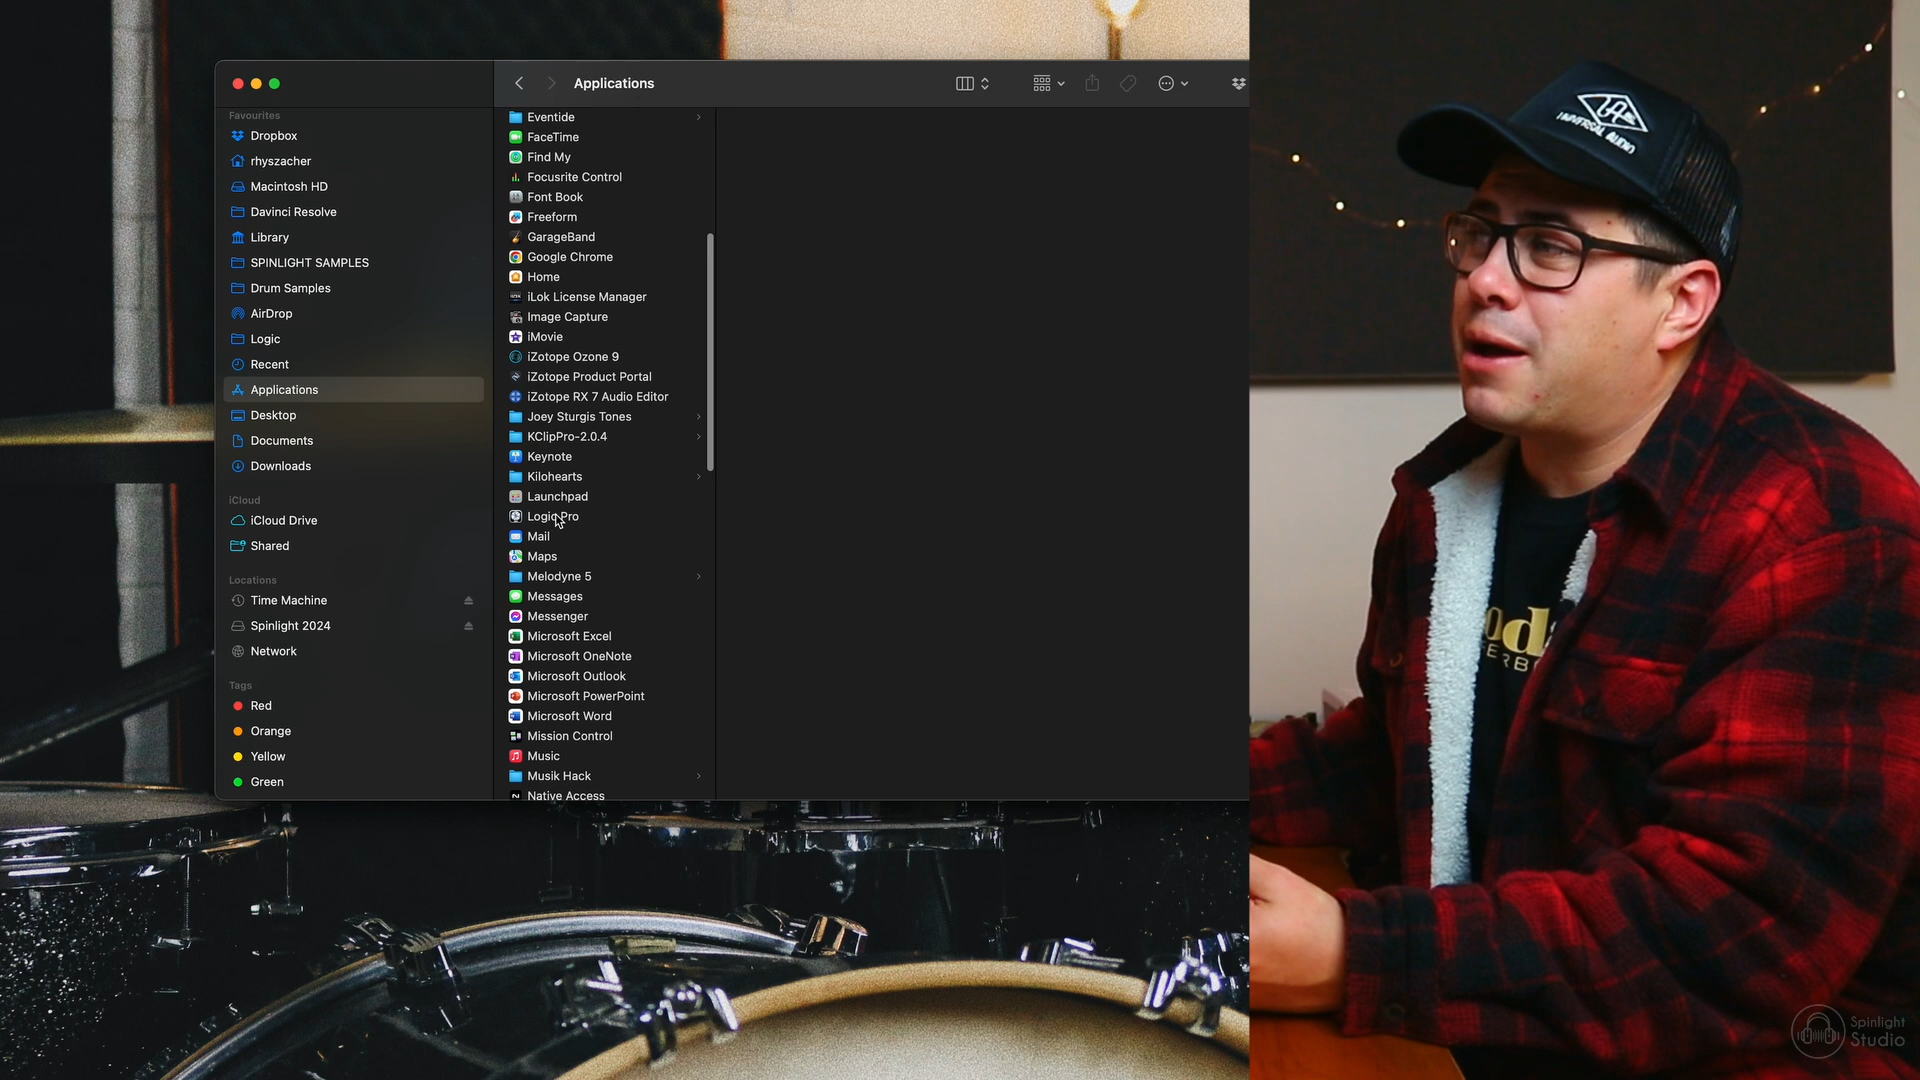 Applications
Favourites
Dropbox
rhyszacher
Macintosh HD
Davinci Resolve
Library
SPINLIGHT SAMPLES
Drum Samples
AirDrop
Logic
Recent
Applications
Desktop
Documents
Downloads
iCloud
iCloud Drive
Shared
Locations
Time Machine
Spinlight 2024
Network
Tags
Red
Orange
Yellow
Green
Eventide
FaceTime
Find My
Focusrite Control
Font Book
Freeform
GarageBand
Google Chrome
Home
iLok License Manager
Image Capture
iMovie
iZotope Ozone 9
iZotope Product Portal
iZotope RX 7 Audio Editor
Joey Sturgis Tones
KClipPro-2.0.4
Keynote
Kilohearts
Launchpad
Logic Pro
Mail
Maps
Melodyne 5
Messages
Messenger
Microsoft Excel
Microsoft OneNote
Microsoft Outlook
Microsoft PowerPoint
Microsoft Word
Mission Control
Music
Musik Hack
Native Access
UA
UNIVERSAL AUDIO
Spinlight
Studio